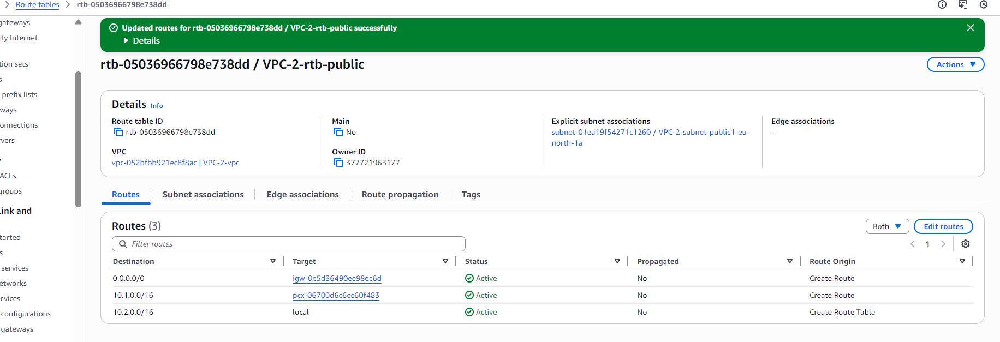 Route tables > rtb-05036966798e738dd
gateways
nly Internet
tion sets
s
prefix lists
ways
onnections
rvers
y
ACLs
groups
Link and
tarted
s
services
etworks
ervices
configurations
gateways
Updated routes for rtb-05036966798e738dd / VPC-2-rtb-public successfully
Details
rtb-05036966798e738dd / VPC-2-rtb-public
Actions
Details Info
Route table ID
rtb-05036966798e738dd
VPC
vpc-052bfbb921ec8f8ac | VPC-2-vpc
Main
No
Owner ID
377721963177
Explicit subnet associations
subnet-01ea19f54271c1260 / VPC-2-subnet-public1-eu-
north-1a
Edge associations
–
Routes Subnet associations Edge associations Route propagation Tags
Routes (3)
Both Edit routes
Filter routes
1
Destination Target Status Propagated Route Origin
0.0.0.0/0 igw-0e5d36490ee98ec6d Active No Create Route
10.1.0.0/16 pcx-06700d6c6ec60f483 Active No Create Route
10.2.0.0/16 local Active No Create Route Table